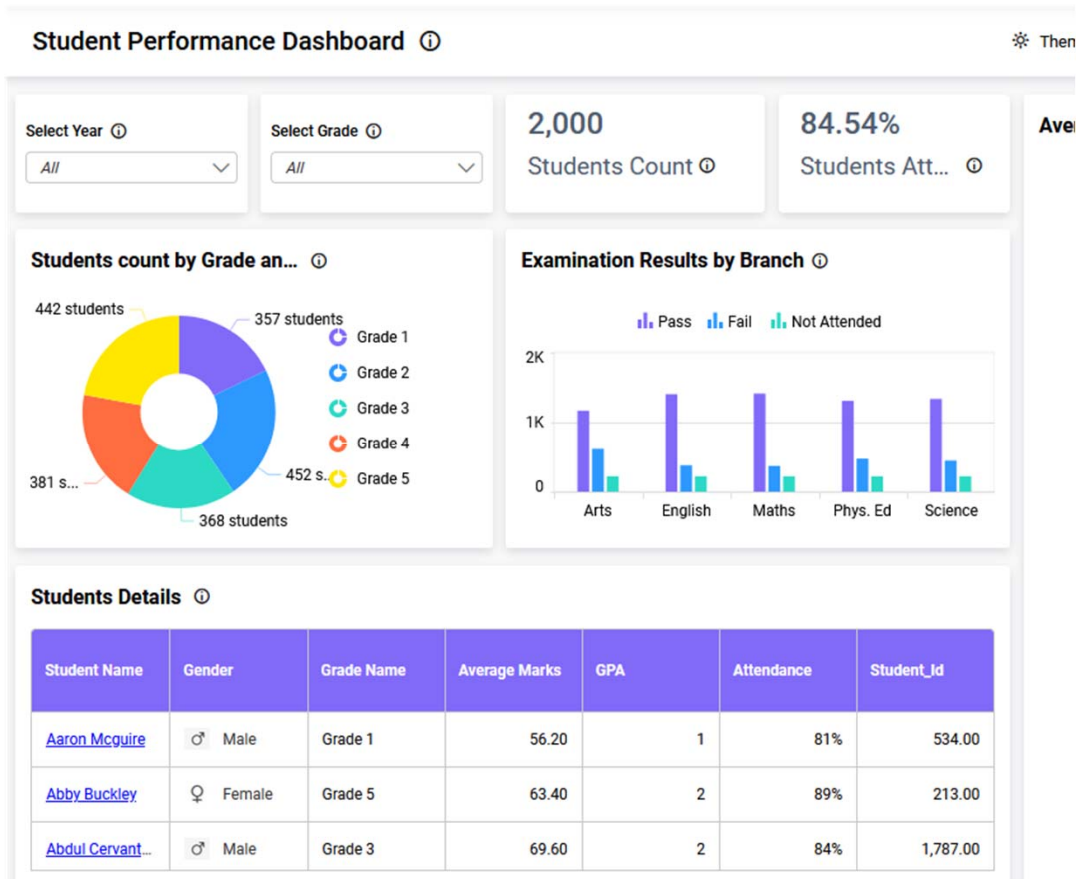 Student Performance Dashboard
Select Year
All
Select Grade
All
2,000
Students Count
84.54%
Students Att...
Students count by Grade an...
442 students
357 students
452 s...
368 students
381 s...
Grade 1
Grade 2
Grade 3
Grade 4
Grade 5
Examination Results by Branch
Pass Fail Not Attended
2K
1K
0
Arts English Maths Phys. Ed Science
Students Details
Student Name Gender Grade Name Average Marks GPA Attendance Student_Id
Aaron Mcguire Male Grade 1 56.20 1 81% 534.00
Abby Buckley Female Grade 5 63.40 2 89% 213.00
Abdul Cervant... Male Grade 3 69.60 2 84% 1,787.00